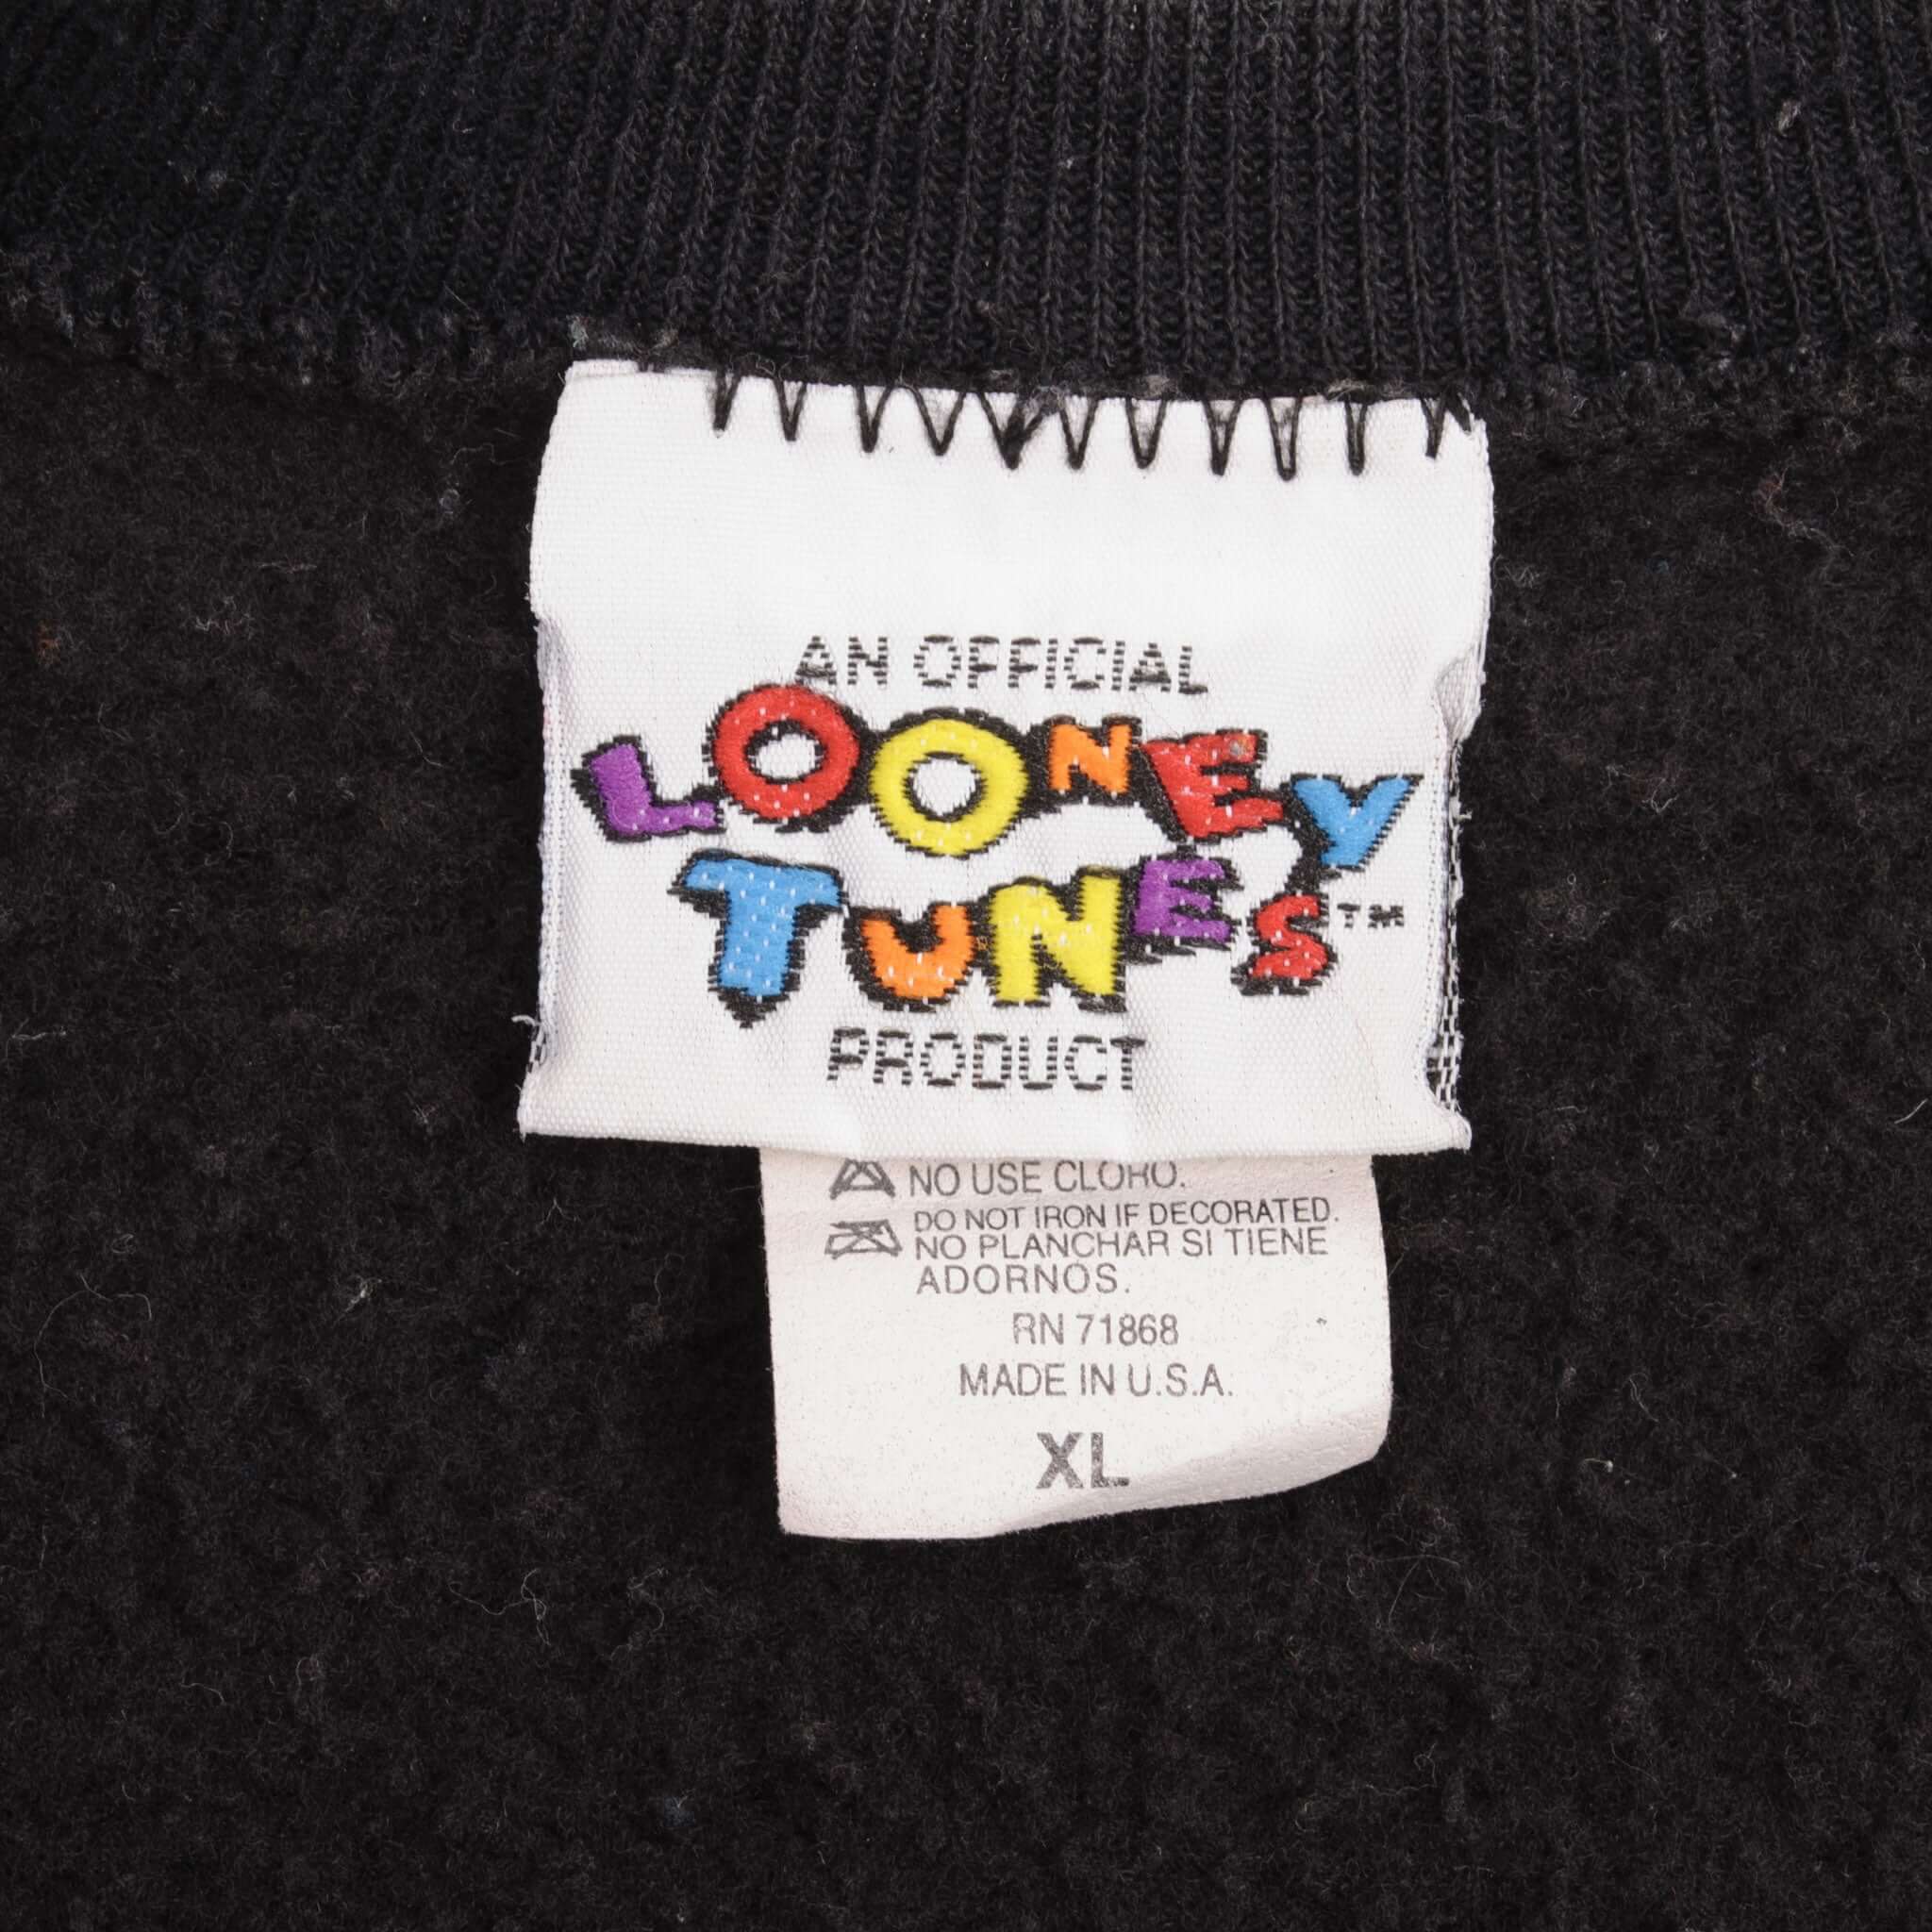 AN OFFICIAL
LOONEY
TUNES™
PRODUCT
NO USE CLORO.
DO NOT IRON IF DECORATED.
NO PLANCHAR SI TIENE
ADORNOS.
RN 71868
MADE IN U.S.A.
XL